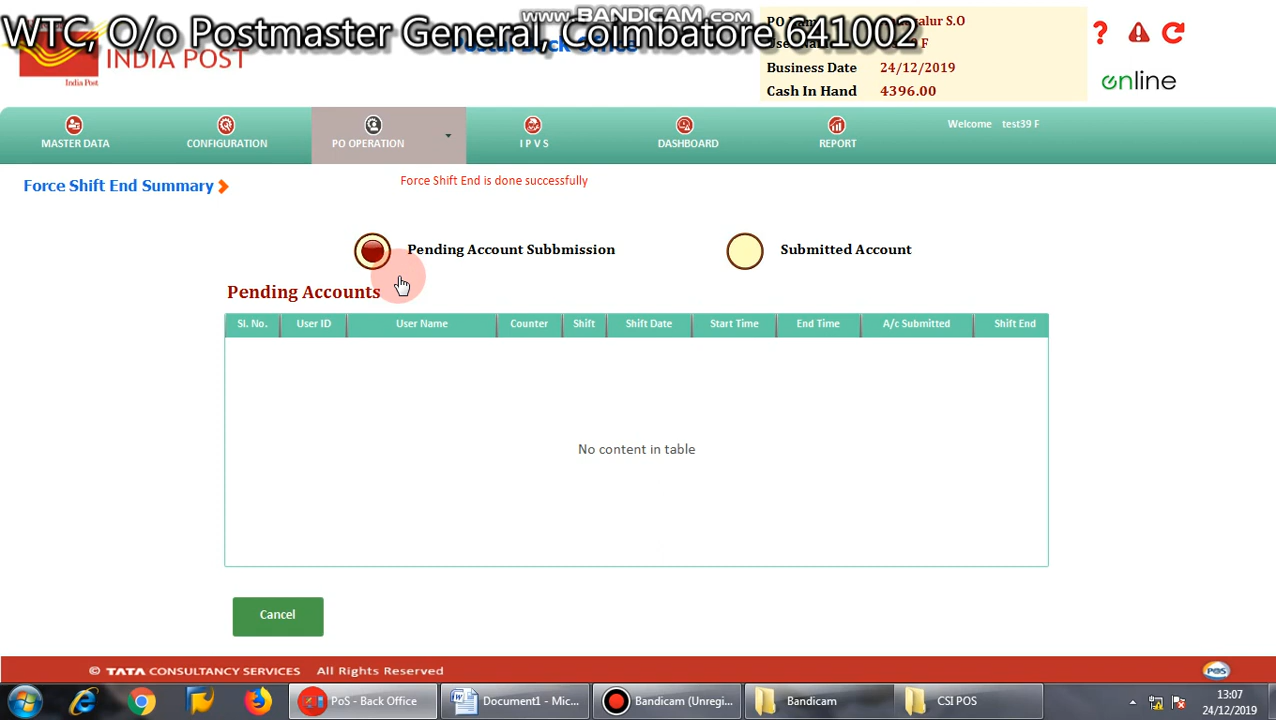 www.BANDICAM.com
WTC, O/o Postmaster General, Coimbatore 641002
INDIA POST
India Post
S.O
F
Business Date 24/12/2019
Cash In Hand 4396.00
online
MASTER DATA
CONFIGURATION
PO OPERATION
I P V S
DASHBOARD
REPORT
Welcome test39 F
Force Shift End Summary
Force Shift End is done successfully
Pending Account Subbmission
Submitted Account
Pending Accounts
Sl. No. User ID User Name Counter Shift Shift Date Start Time End Time A/c Submitted Shift End
No content in table
Cancel
© TATA CONSULTANCY SERVICES All Rights Reserved
POS
PoS - Back Office
Document1 - Mic...
Bandicam (Unregi...
Bandicam
CSI POS
13:07
24/12/2019